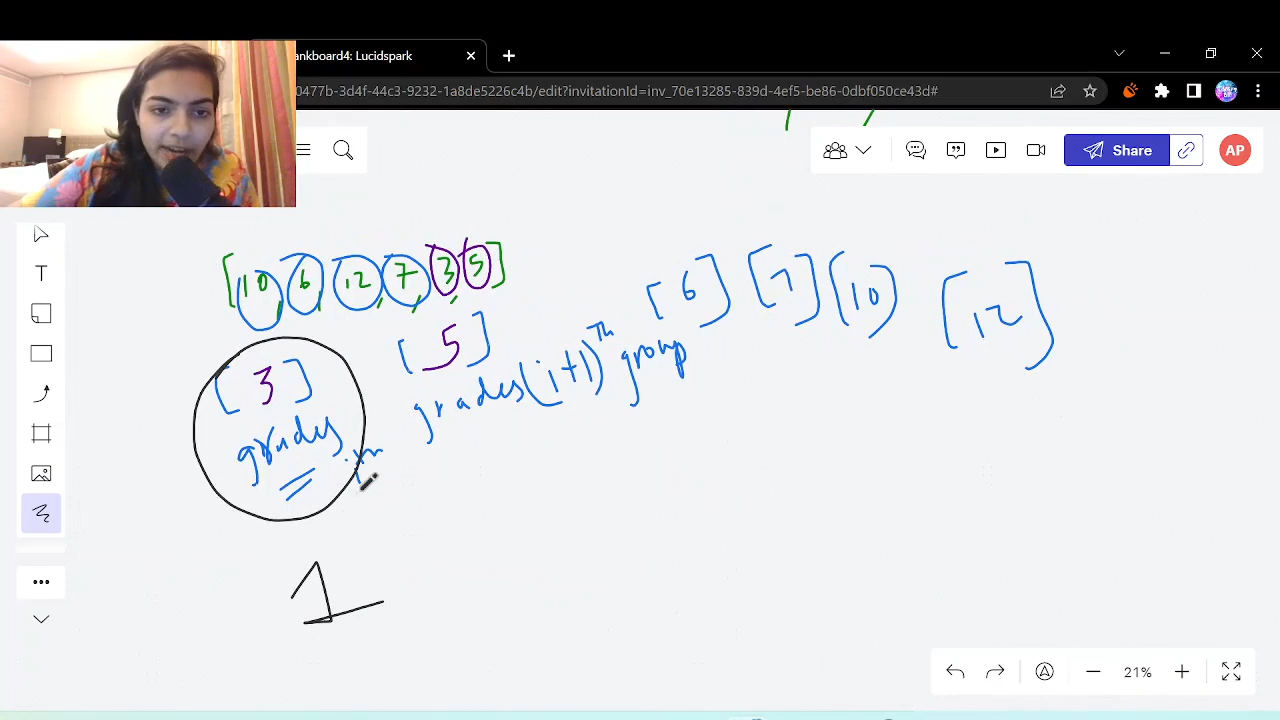 ankboard4: Lucidspark
0477b-3d4f-44c3-9232-1a8de5226c4b/edit?invitationId=inv_70e13285-839d-4ef5-be86-0dbf050ce43d#
Share
AP
T
[10, 6, 12, 7, 3, 5]
[6] [7] [10] [12]
[3] [5]
grades grades (i+1)th group
1
21%